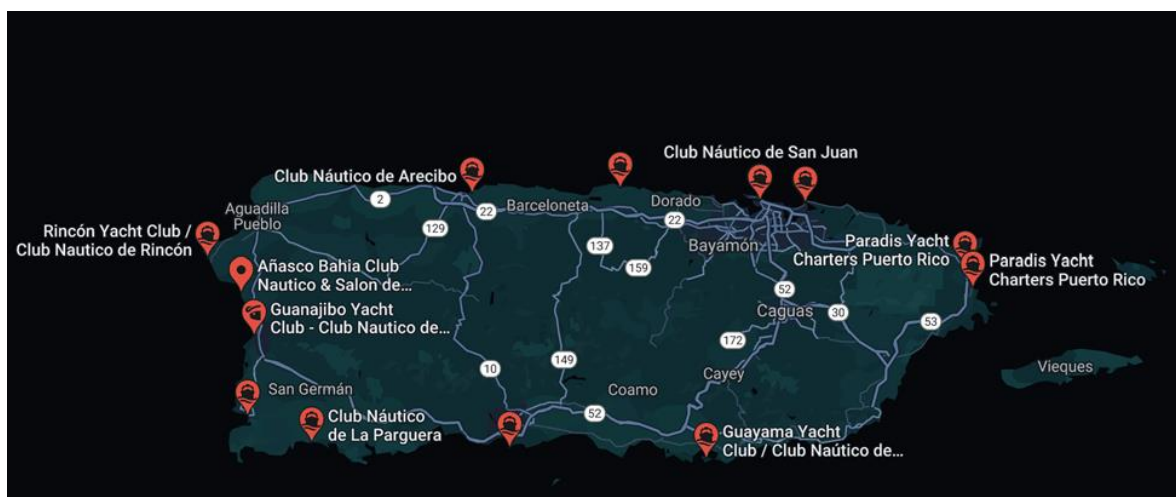 Club Náutico de San Juan
Club Náutico de Arecibo
2
22
Barceloneta
Dorado
22
Aguadilla
Pueblo
129
Rincón Yacht Club /
Club Nautico de Rincón
137
159
Bayamón
Paradis Yacht
Charters Puerto Rico
Paradis Yacht
Charters Puerto Rico
Añasco Bahia Club
Nautico & Salon de...
52
Guanajibo Yacht
Club - Club Nautico de...
Caguas
30
53
172
149
10
Cayey
Vieques
San Germán
Coamo
52
Club Náutico
de La Parguera
Guayama Yacht
Club / Club Naútico de...